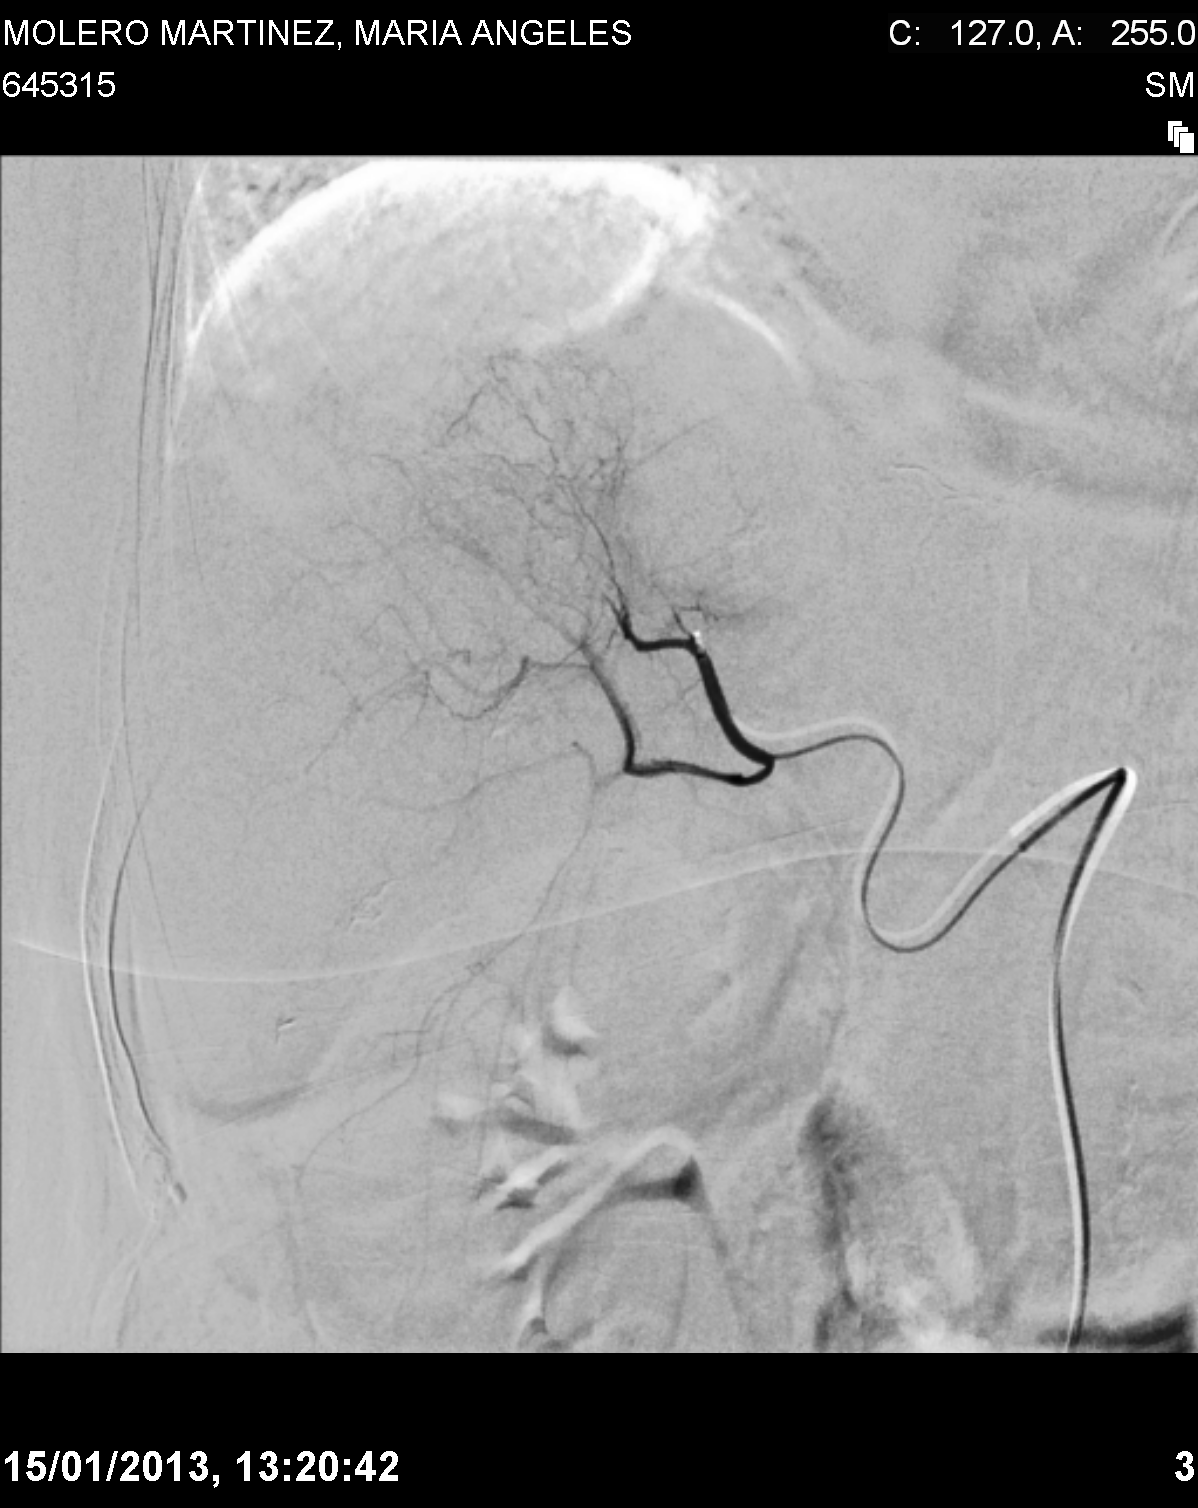 MOLERO MARTINEZ, MARIA ANGELES
C: 127.0, A: 255.0
645315
SM
15/01/2013, 13:20:42
3